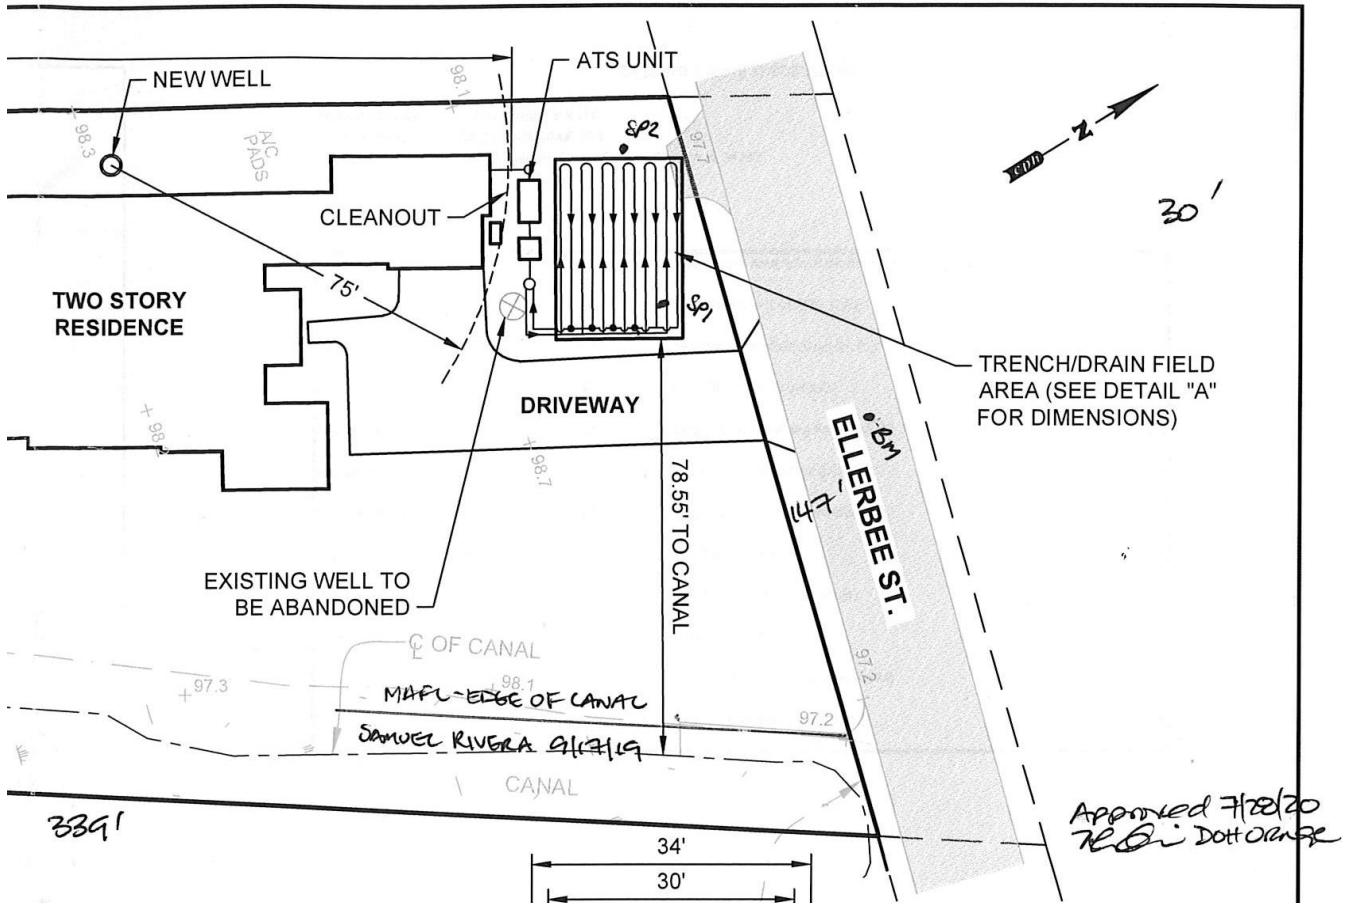 NEW WELL
ATS UNIT
98.1
98.3
A/C
PADS
SP2
97.7
N
30'
CLEANOUT
75'
TWO STORY
RESIDENCE
SP1
TRENCH/DRAIN FIELD
AREA (SEE DETAIL "A"
FOR DIMENSIONS)
DRIVEWAY
BM
ELLERBEE ST.
98.7
147'
78.55' TO CANAL
EXISTING WELL TO
BE ABANDONED
℄ OF CANAL
97.3
98.1
97.2
MAFL-EDGE OF CANAL
97.2
SAMUEL RIVERA 9/17/19
CANAL
339'
Approved 7/28/20
DOH ORANGE
34'
30'